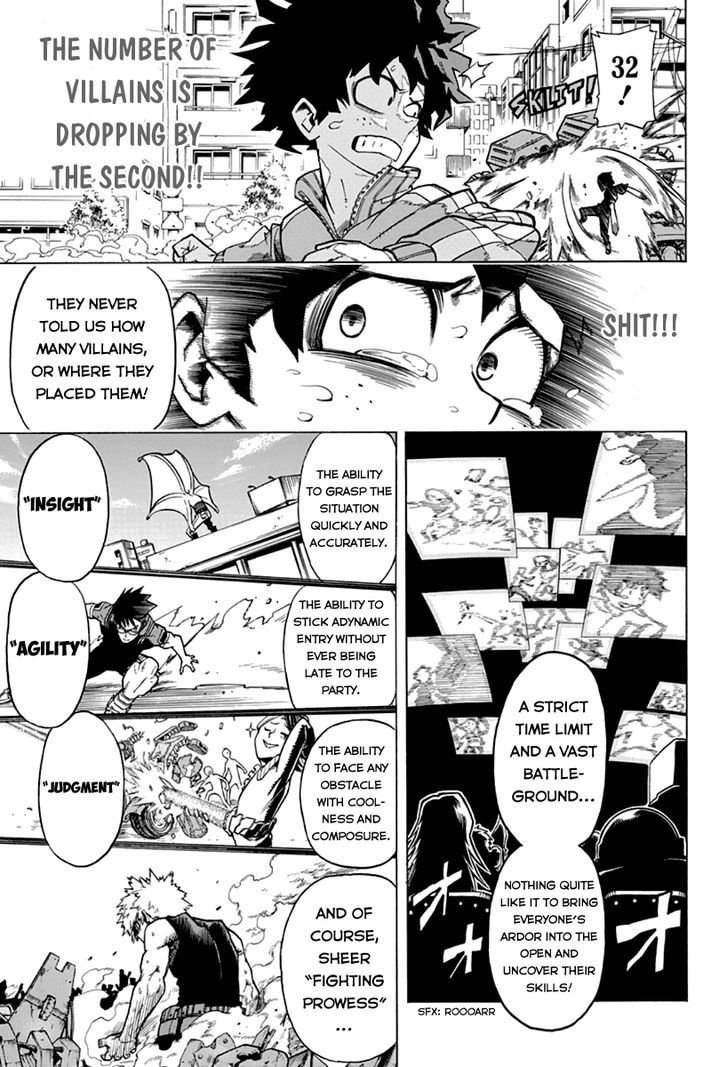 32
!
SKLIT!
THE NUMBER OF
VILLAINS IS
DROPPING BY
THE SECOND!!
SHIT!!!
THEY NEVER
TOLD US HOW
MANY VILLAINS,
OR WHERE THEY
PLACED THEM!
A STRICT
TIME LIMIT
AND A VAST
BATTLE-
GROUND...
NOTHING QUITE
LIKE IT TO BRING
EVERYONE'S
ARDOR INTO THE
OPEN AND
UNCOVER THEIR
SKILLS!
オオ
SFX: ROOOARR
THE ABILITY
TO GRASP THE
SITUATION
QUICKLY AND
ACCURATELY.
"INSIGHT"
THE ABILITY TO
STICK ADYNAMIC
ENTRY WITHOUT
EVER BEING
LATE TO THE
PARTY.
"AGILITY"
THE ABILITY
TO FACE ANY
OBSTACLE
WITH COOL-
NESS AND
COMPOSURE.
"JUDGMENT"
AND OF
COURSE,
SHEER
"FIGHTING
PROWESS"
...